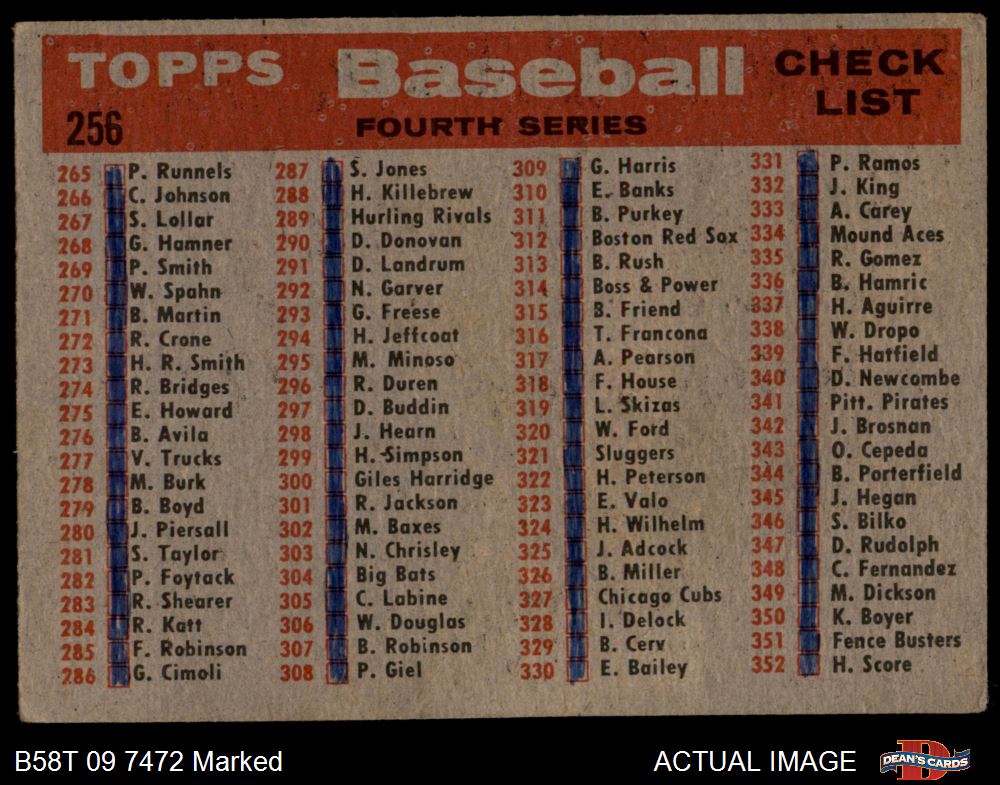 TOPPS Baseball CHECK LIST
256 FOURTH SERIES
265 P. Runnels
266 C. Johnson
267 S. Lollar
268 G. Hamner
269 P. Smith
270 W. Spahn
271 B. Martin
272 R. Crone
273 H. R. Smith
274 R. Bridges
275 E. Howard
276 B. Avila
277 V. Trucks
278 M. Burk
279 B. Boyd
280 J. Piersall
281 S. Taylor
282 P. Foytack
283 R. Shearer
284 R. Katt
285 F. Robinson
286 G. Cimoli
287 S. Jones
288 H. Killebrew
289 Hurling Rivals
290 D. Donovan
291 D. Landrum
292 N. Garver
293 G. Freese
294 H. Jeffcoat
295 M. Minoso
296 R. Duren
297 D. Buddin
298 J. Hearn
299 H. Simpson
300 Giles Harridge
301 R. Jackson
302 M. Baxes
303 N. Chrisley
304 Big Bats
305 C. Labine
306 W. Douglas
307 B. Robinson
308 P. Giel
309 G. Harris
310 E. Banks
311 B. Purkey
312 Boston Red Sox
313 B. Rush
314 Boss & Power
315 B. Friend
316 T. Francona
317 A. Pearson
318 F. House
319 L. Skizas
320 W. Ford
321 Sluggers
322 H. Peterson
323 E. Valo
324 H. Wilhelm
325 J. Adcock
326 B. Miller
327 Chicago Cubs
328 I. Delock
329 B. Cerv
330 E. Bailey
331 P. Ramos
332 J. King
333 A. Carey
334 Mound Aces
335 R. Gomez
336 B. Hamric
337 H. Aguirre
338 W. Dropo
339 F. Hatfield
340 D. Newcombe
341 Pitt. Pirates
342 J. Brosnan
343 O. Cepeda
344 B. Porterfield
345 J. Hegan
346 S. Bilko
347 D. Rudolph
348 C. Fernandez
349 M. Dickson
350 K. Boyer
351 Fence Busters
352 H. Score
B58T 09 7472 Marked
ACTUAL IMAGE
D
DEAN'S CARDS